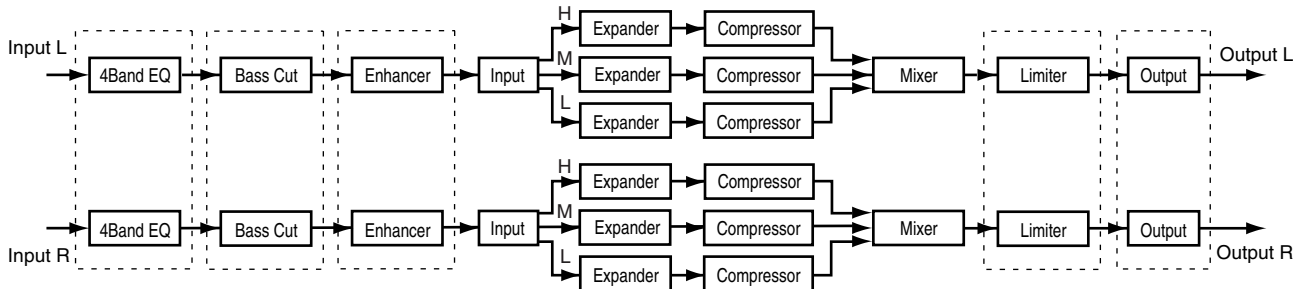 H
Expander
Compressor
Input L
Output L
4Band EQ
Bass Cut
Enhancer
Input
M
Expander
Compressor
Mixer
Limiter
Output
L
Expander
Compressor
H
Expander
Compressor
4Band EQ
Bass Cut
Enhancer
Input
M
Expander
Compressor
Mixer
Limiter
Output
Input R
Output R
L
Expander
Compressor